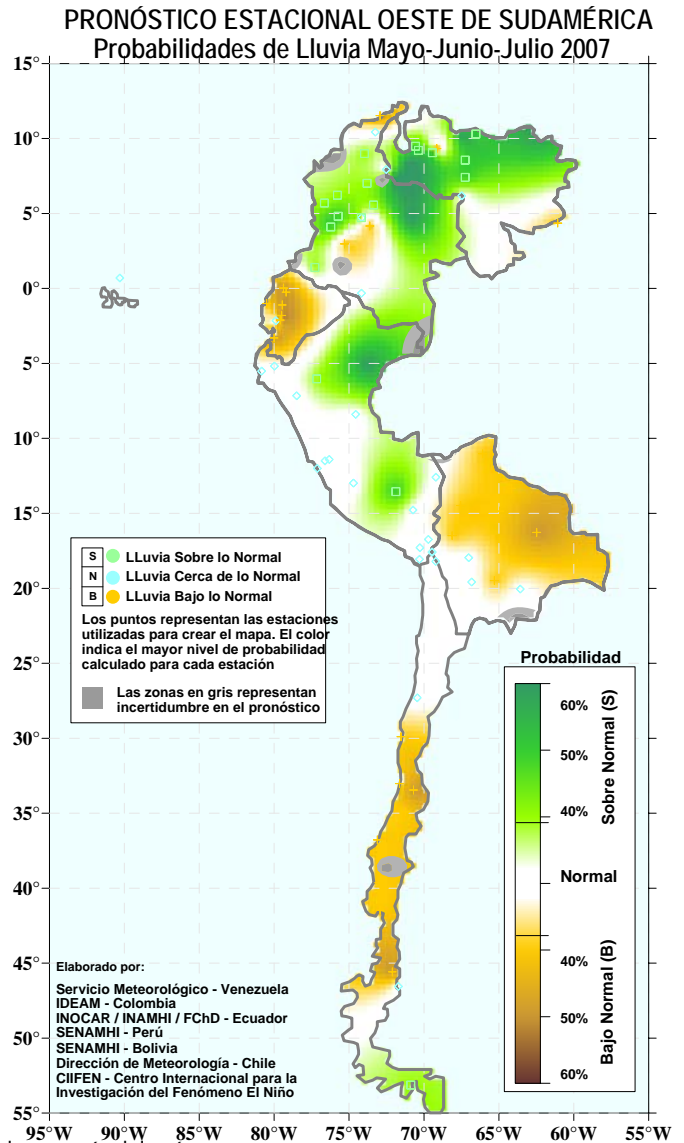 PRONÓSTICO ESTACIONAL OESTE DE SUDAMÉRICA
Probabilidades de Lluvia Mayo-Junio-Julio 2007
15°
10°
5°
0°
5°
10°
15°
20°
25°
30°
35°
40°
45°
50°
55°
S LLuvia Sobre lo Normal
N LLuvia Cerca de lo Normal
B LLuvia Bajo lo Normal
Los puntos representan las estaciones
utilizadas para crear el mapa. El color
indica el mayor nivel de probabilidad
calculado para cada estación
Las zonas en gris representan
incertidumbre en el pronóstico
Probabilidad
60%
50%
40%
Sobre Normal (S)
Normal
40%
50%
60%
Bajo Normal (B)
Elaborado por:
Servicio Meteorológico - Venezuela
IDEAM - Colombia
INOCAR / INAMHI / FChD - Ecuador
SENAMHI - Perú
SENAMHI - Bolivia
Dirección de Meteorología - Chile
CIIFEN - Centro Internacional para la
Investigación del Fenómeno El Niño
95°W 90°W 85°W 80°W 75°W 70°W 65°W 60°W 55°W